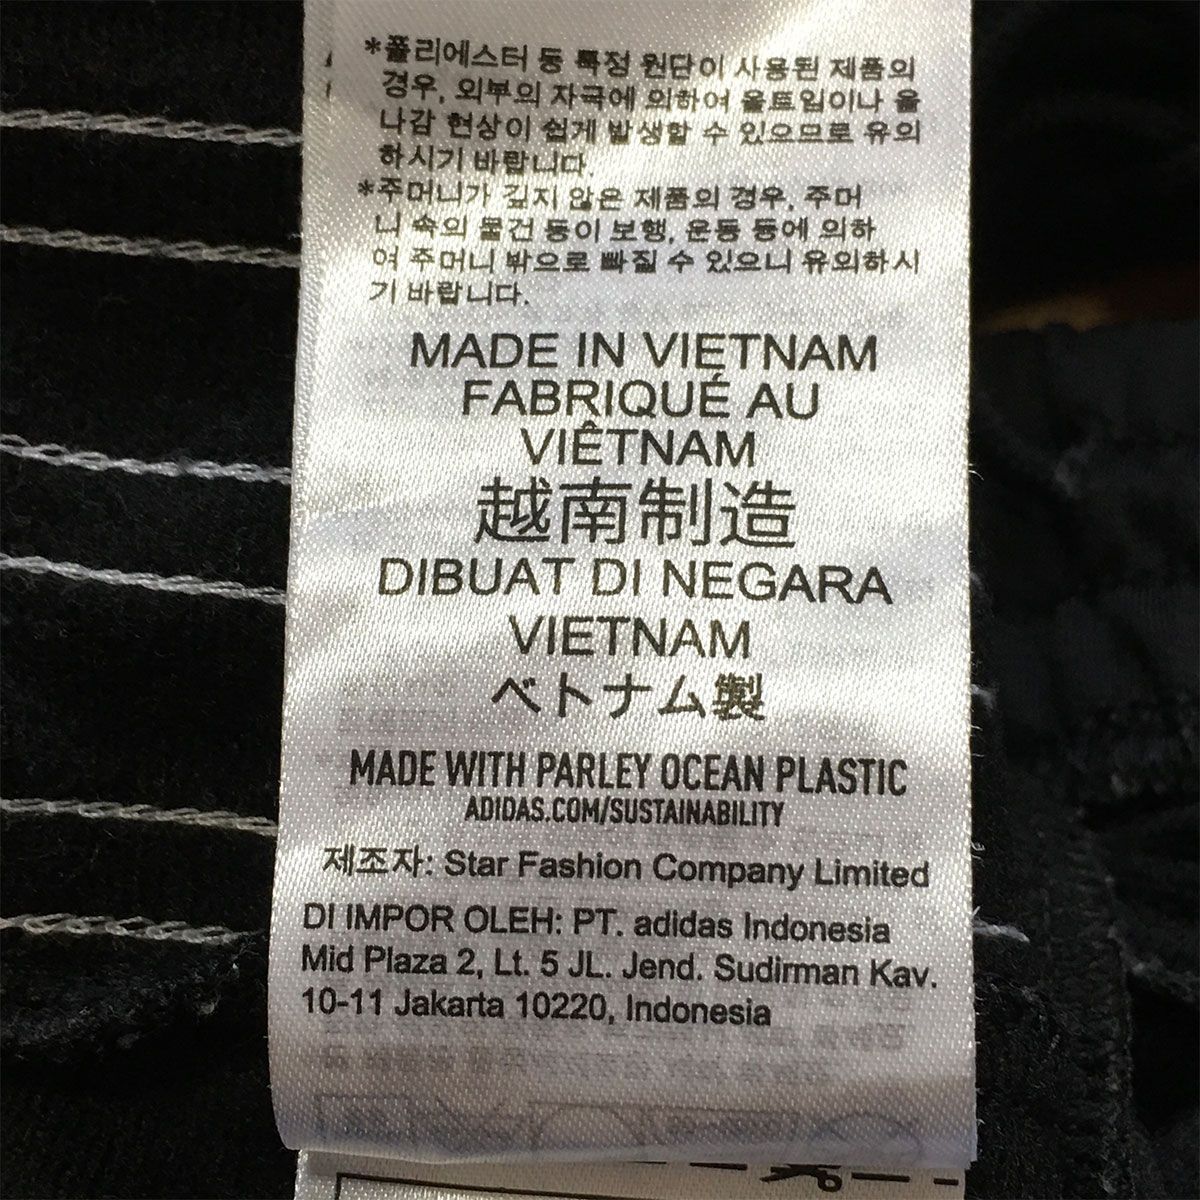 *폴리에스터 등 특정 원단이 사용된 제품의
경우, 외부의 자극에 의하여 올트임이나 올
나감 현상이 쉽게 발생할 수 있으므로 유의
하시기 바랍니다.
*주머니가 깊지 않은 제품의 경우, 주머
니 속의 물건 등이 보행, 운동 등에 의하
여 주머니 밖으로 빠질 수 있으니 유의하시
기 바랍니다.
MADE IN VIETNAM
FABRIQUÉ AU
VIÊTNAM
越南制造
DIBUAT DI NEGARA
VIETNAM
ベトナム製
MADE WITH PARLEY OCEAN PLASTIC
ADIDAS.COM/SUSTAINABILITY
제조자: Star Fashion Company Limited
DI IMPOR OLEH: PT. adidas Indonesia
Mid Plaza 2, Lt. 5 JL. Jend. Sudirman Kav.
10-11 Jakarta 10220, Indonesia